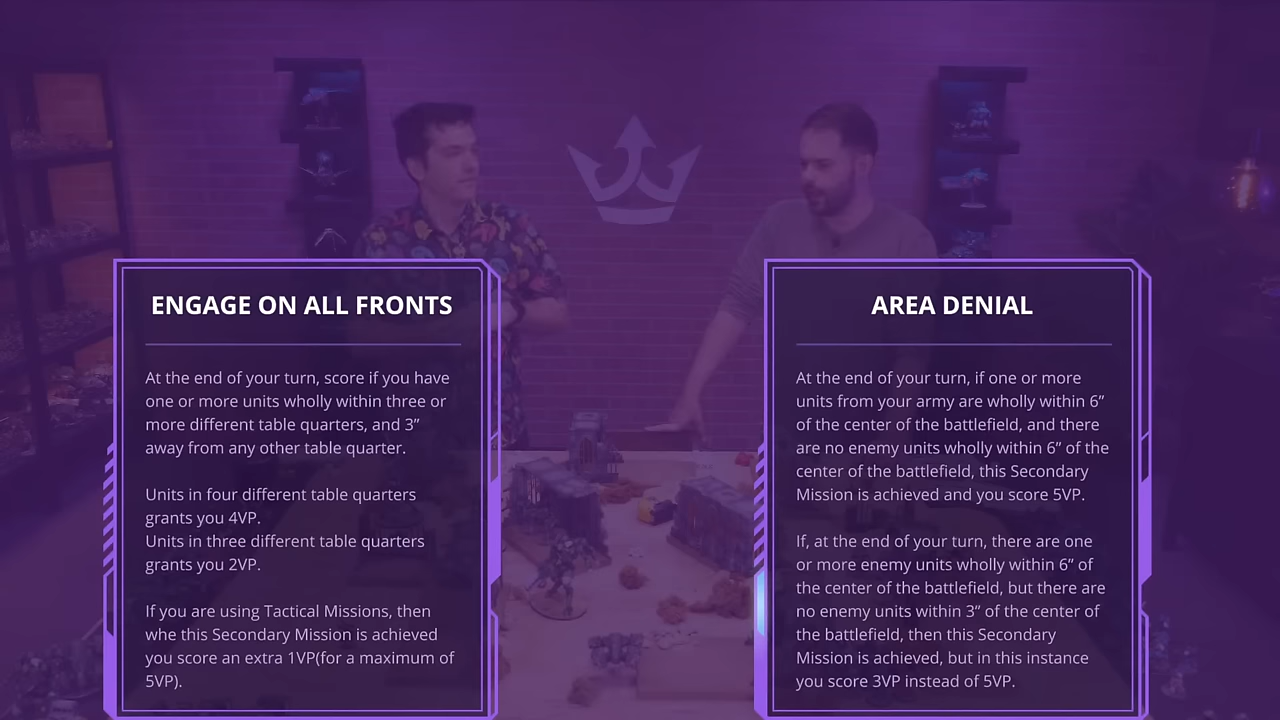 ENGAGE ON ALL FRONTS
At the end of your turn, score if you have
one or more units wholly within three or
more different table quarters, and 3”
away from any other table quarter.
Units in four different table quarters
grants you 4VP.
Units in three different table quarters
grants you 2VP.
If you are using Tactical Missions, then
whe this Secondary Mission is achieved
you score an extra 1VP(for a maximum of
5VP).
AREA DENIAL
At the end of your turn, if one or more
units from your army are wholly within 6”
of the center of the battlefield, and there
are no enemy units wholly within 6” of the
center of the battlefield, this Secondary
Mission is achieved and you score 5VP.
If, at the end of your turn, there are one
or more enemy units wholly within 6” of
the center of the battlefield, but there are
no enemy units within 3” of the center of
the battlefield, then this Secondary
Mission is achieved, but in this instance
you score 3VP instead of 5VP.